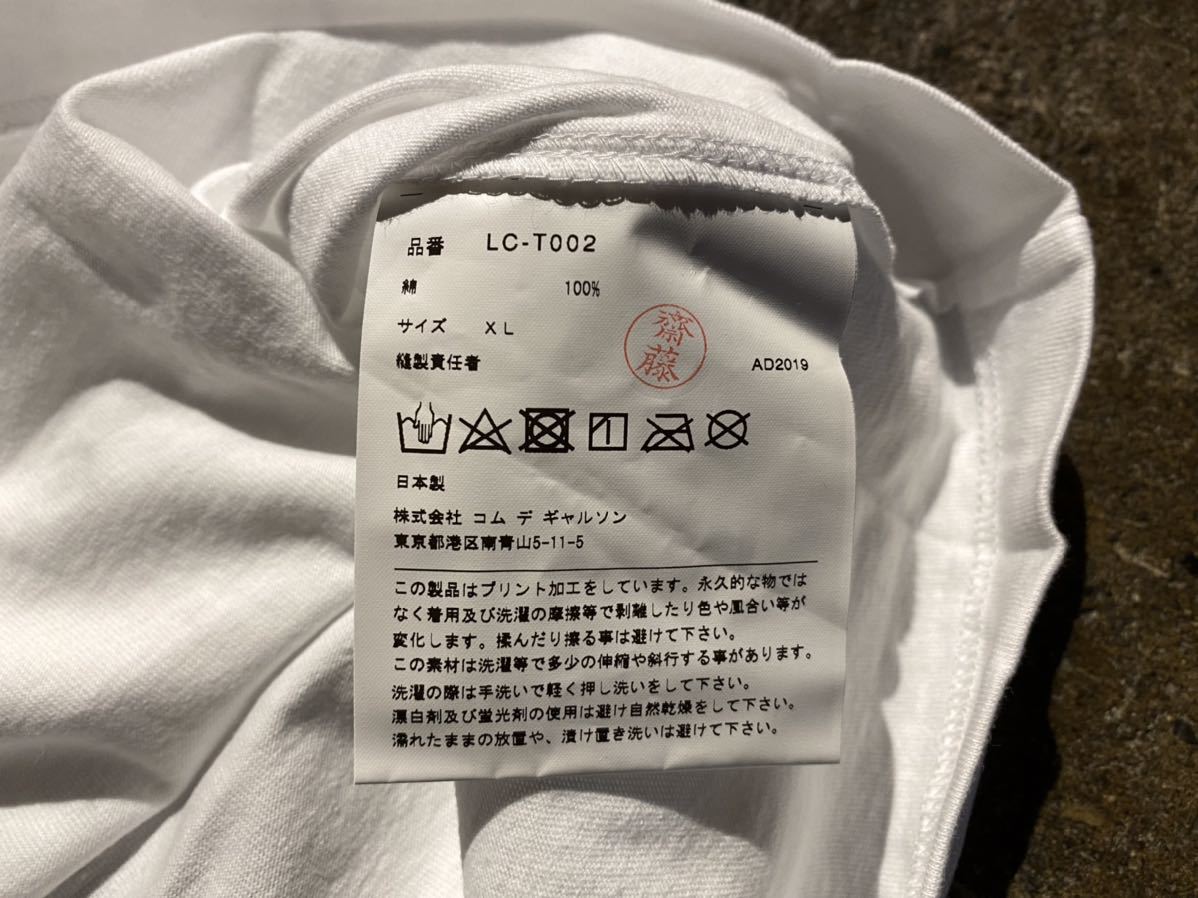 品番 LC-T002
綿 100%
サイズ XL
縫製責任者 齋藤 AD2019
日本製
株式会社 コム デ ギャルソン
東京都港区南青山5-11-5
この製品はプリント加工をしています。永久的な物では
なく着用及び洗濯の摩擦等で剥離したり色や風合い等が
変化します。揉んだり擦る事は避けて下さい。
この素材は洗濯等で多少の伸縮や斜行する事があります。
洗濯の際は手洗いで軽く押し洗いをして下さい。
漂白剤及び蛍光剤の使用は避け自然乾燥をして下さい。
濡れたままの放置や、漬け置き洗いは避けて下さい。